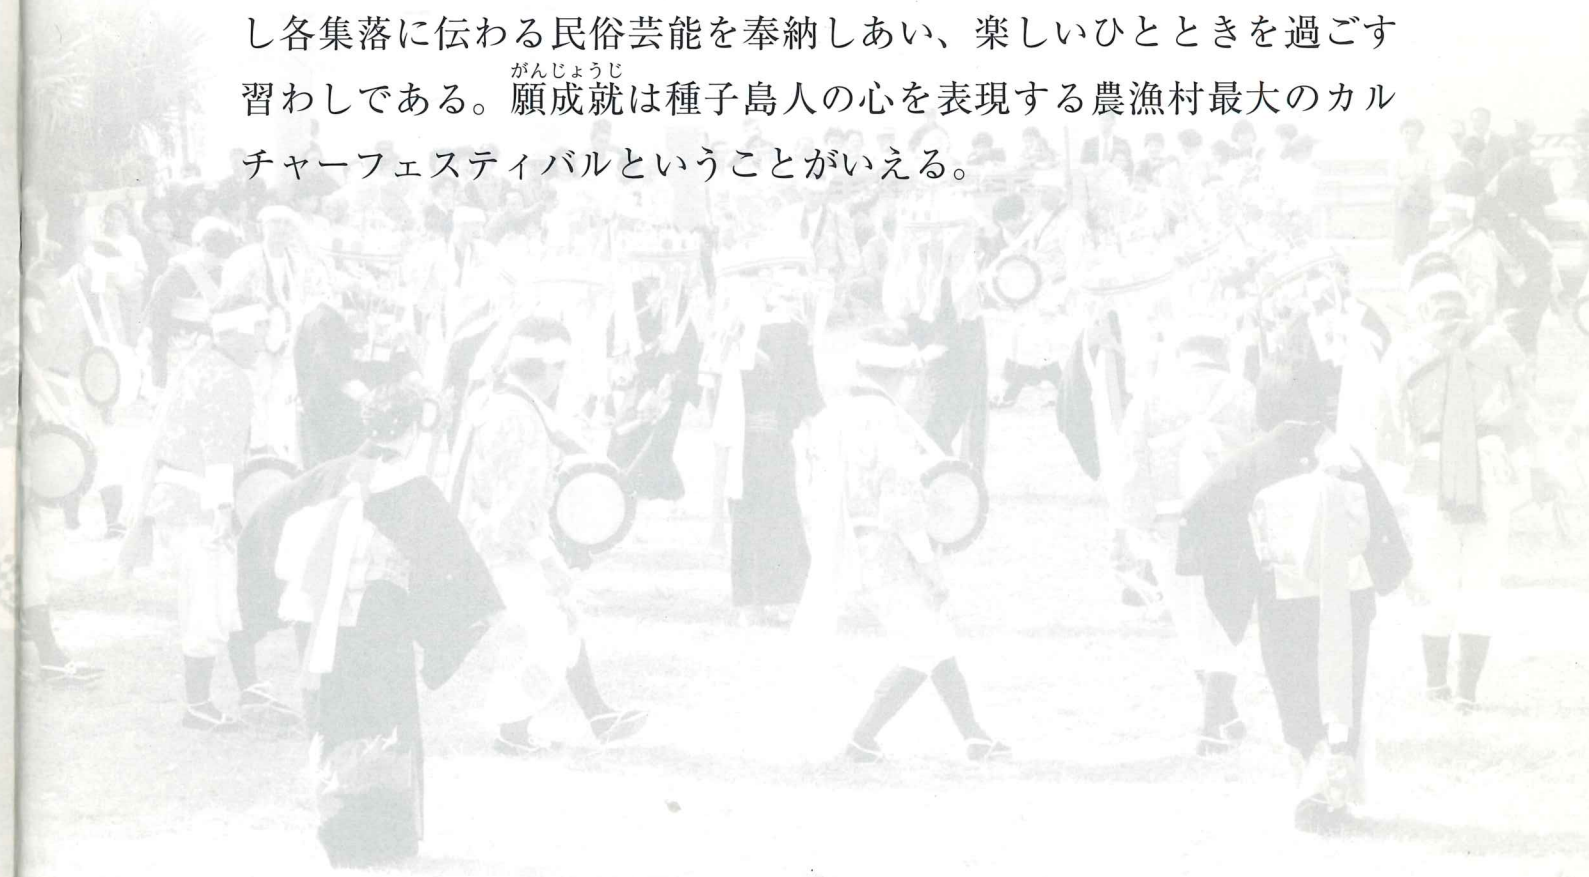 し各集落に伝わる民俗芸能を奉納しあい、楽しいひとときを過ごす
がんじょうじ
習わしである。願成就は種子島人の心を表現する農漁村最大のカル
チャーフェスティバルということがいえる。